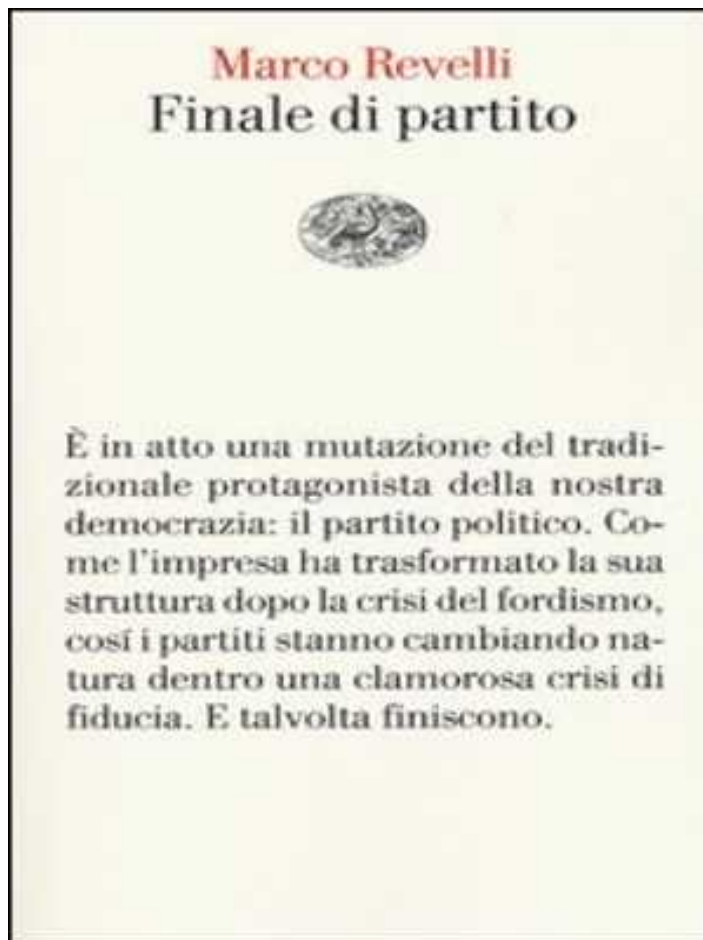 Marco Revelli
Finale di partito
È in atto una mutazione del tradi-
zionale protagonista della nostra
democrazia: il partito politico. Co-
me l'impresa ha trasformato la sua
struttura dopo la crisi del fordismo,
cosí i partiti stanno cambiando na-
tura dentro una clamorosa crisi di
fiducia. E talvolta finiscono.